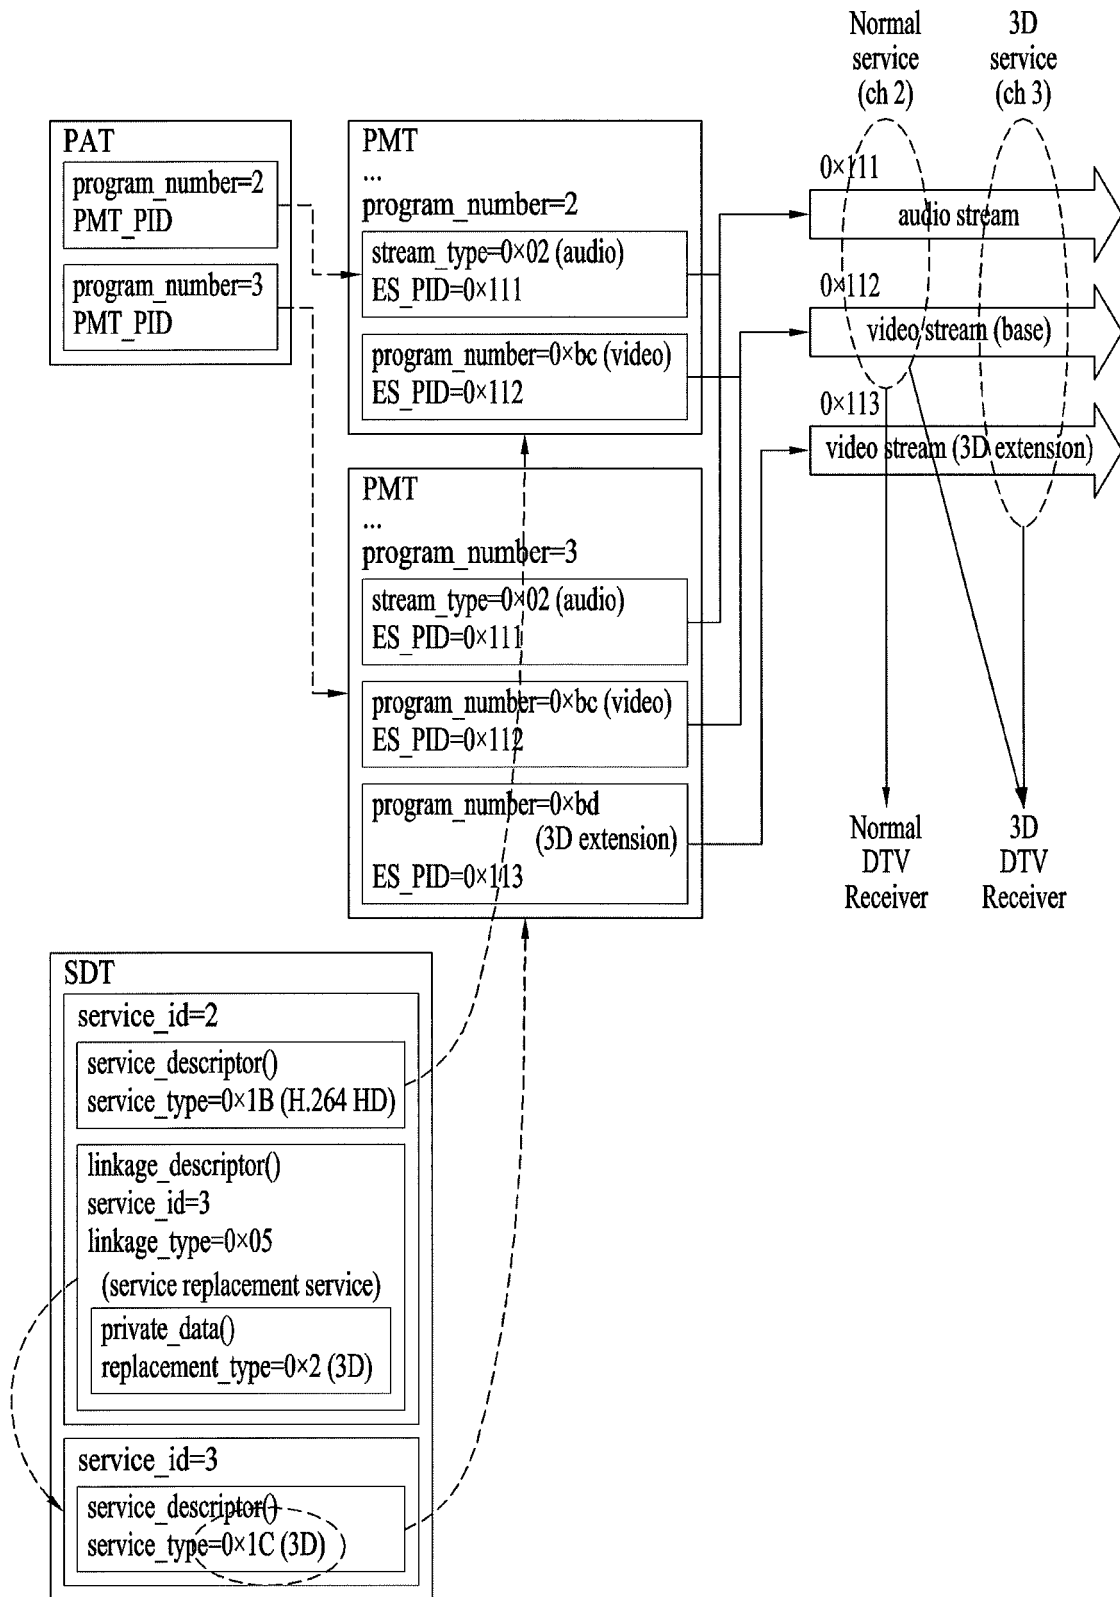 Normal
service
(ch 2)
3D
service
(ch 3)
PAT
program_number=2
PMT_PID
program_number=3
PMT_PID
PMT
...
program_number=2
stream_type=0×02 (audio)
ES_PID=0×111
program_number=0×bc (video)
ES_PID=0×112
PMT
...
program_number=3
stream_type=0×02 (audio)
ES_PID=0×111
program_number=0×bc (video)
ES_PID=0×112
program_number=0×bd
(3D extension)
ES_PID=0×113
0×111
audio stream
0×112
video stream (base)
0×113
video stream (3D extension)
Normal
DTV
Receiver
3D
DTV
Receiver
SDT
service_id=2
service_descriptor()
service_type=0×1B (H.264 HD)
linkage_descriptor()
service_id=3
linkage_type=0×05
(service replacement service)
private_data()
replacement_type=0×2 (3D)
service_id=3
service_descriptor()
service_type=0×1C (3D)